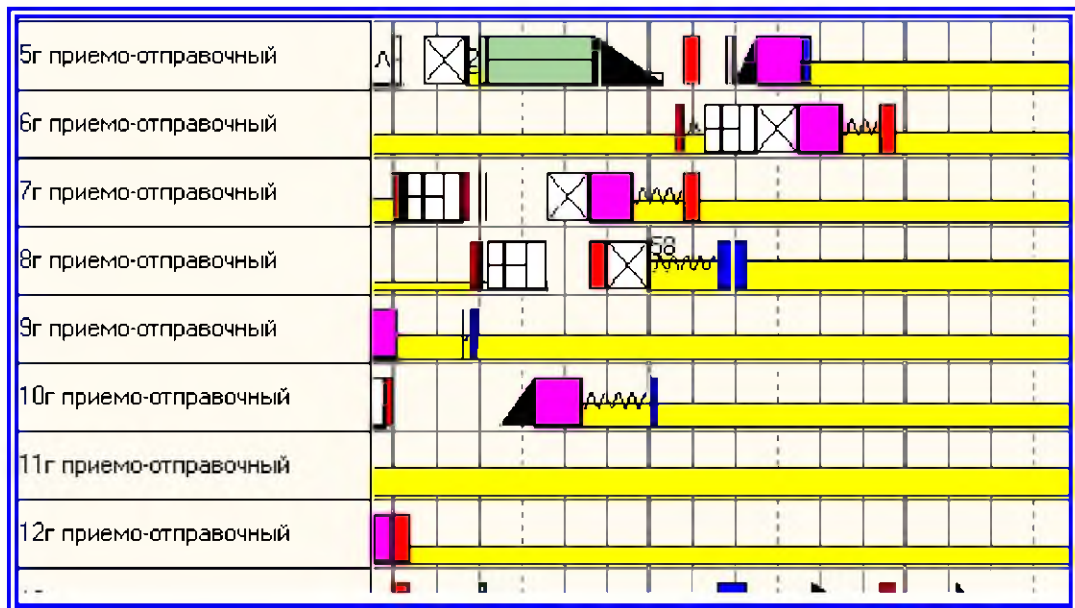 5г приемо-отправочный
6г приемо-отправочный
7г приемо-отправочный
8г приемо-отправочный
58
9г приемо-отправочный
10г приемо-отправочный
11г приемо-отправочный
12г приемо-отправочный